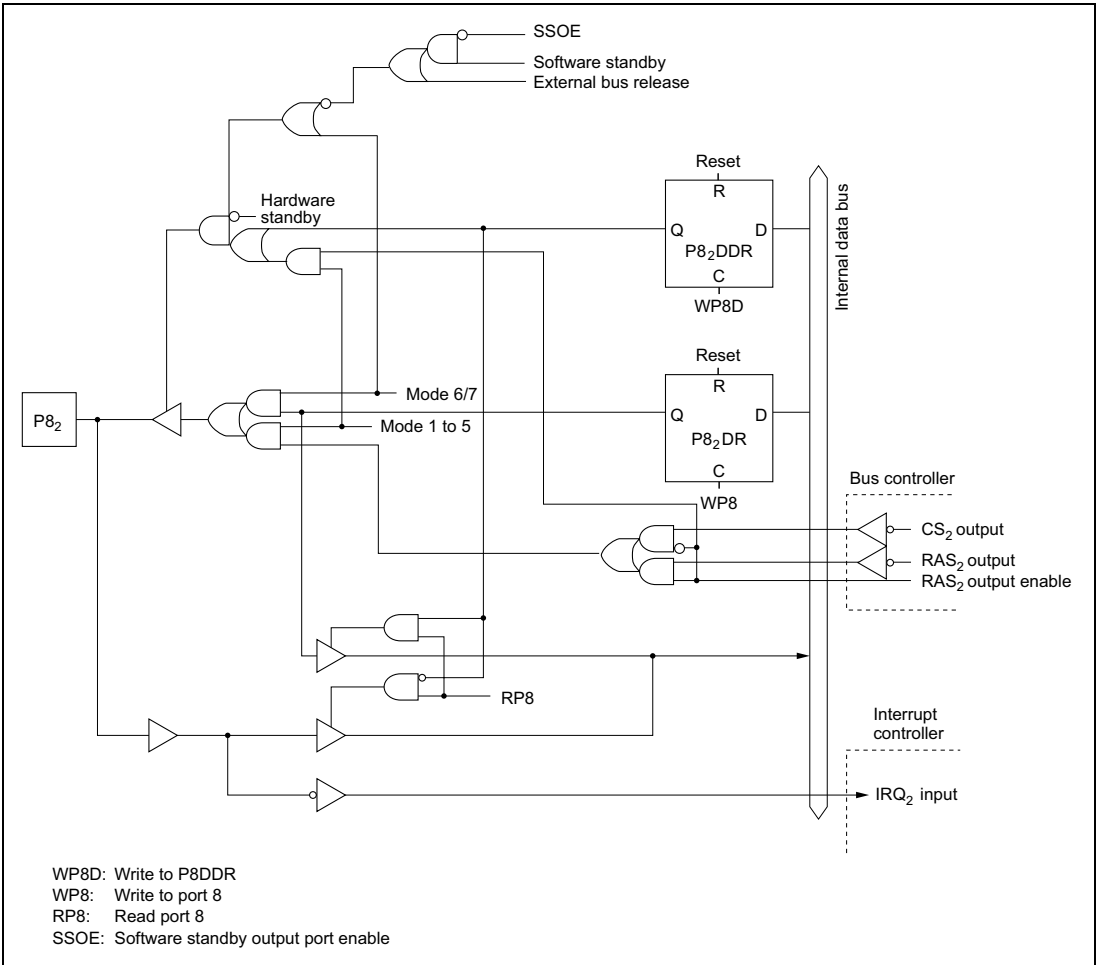 SSOE
Software standby
External bus release
Hardware
standby
Reset
R
Q
D
P8₂DDR
C
WP8D
Internal data bus
Reset
R
Q
D
P8₂DR
C
WP8
P8₂
Mode 6/7
Mode 1 to 5
Bus controller
CS₂ output
RAS₂ output
RAS₂ output enable
RP8
Interrupt
controller
IRQ₂ input
WP8D: Write to P8DDR
WP8: Write to port 8
RP8: Read port 8
SSOE: Software standby output port enable